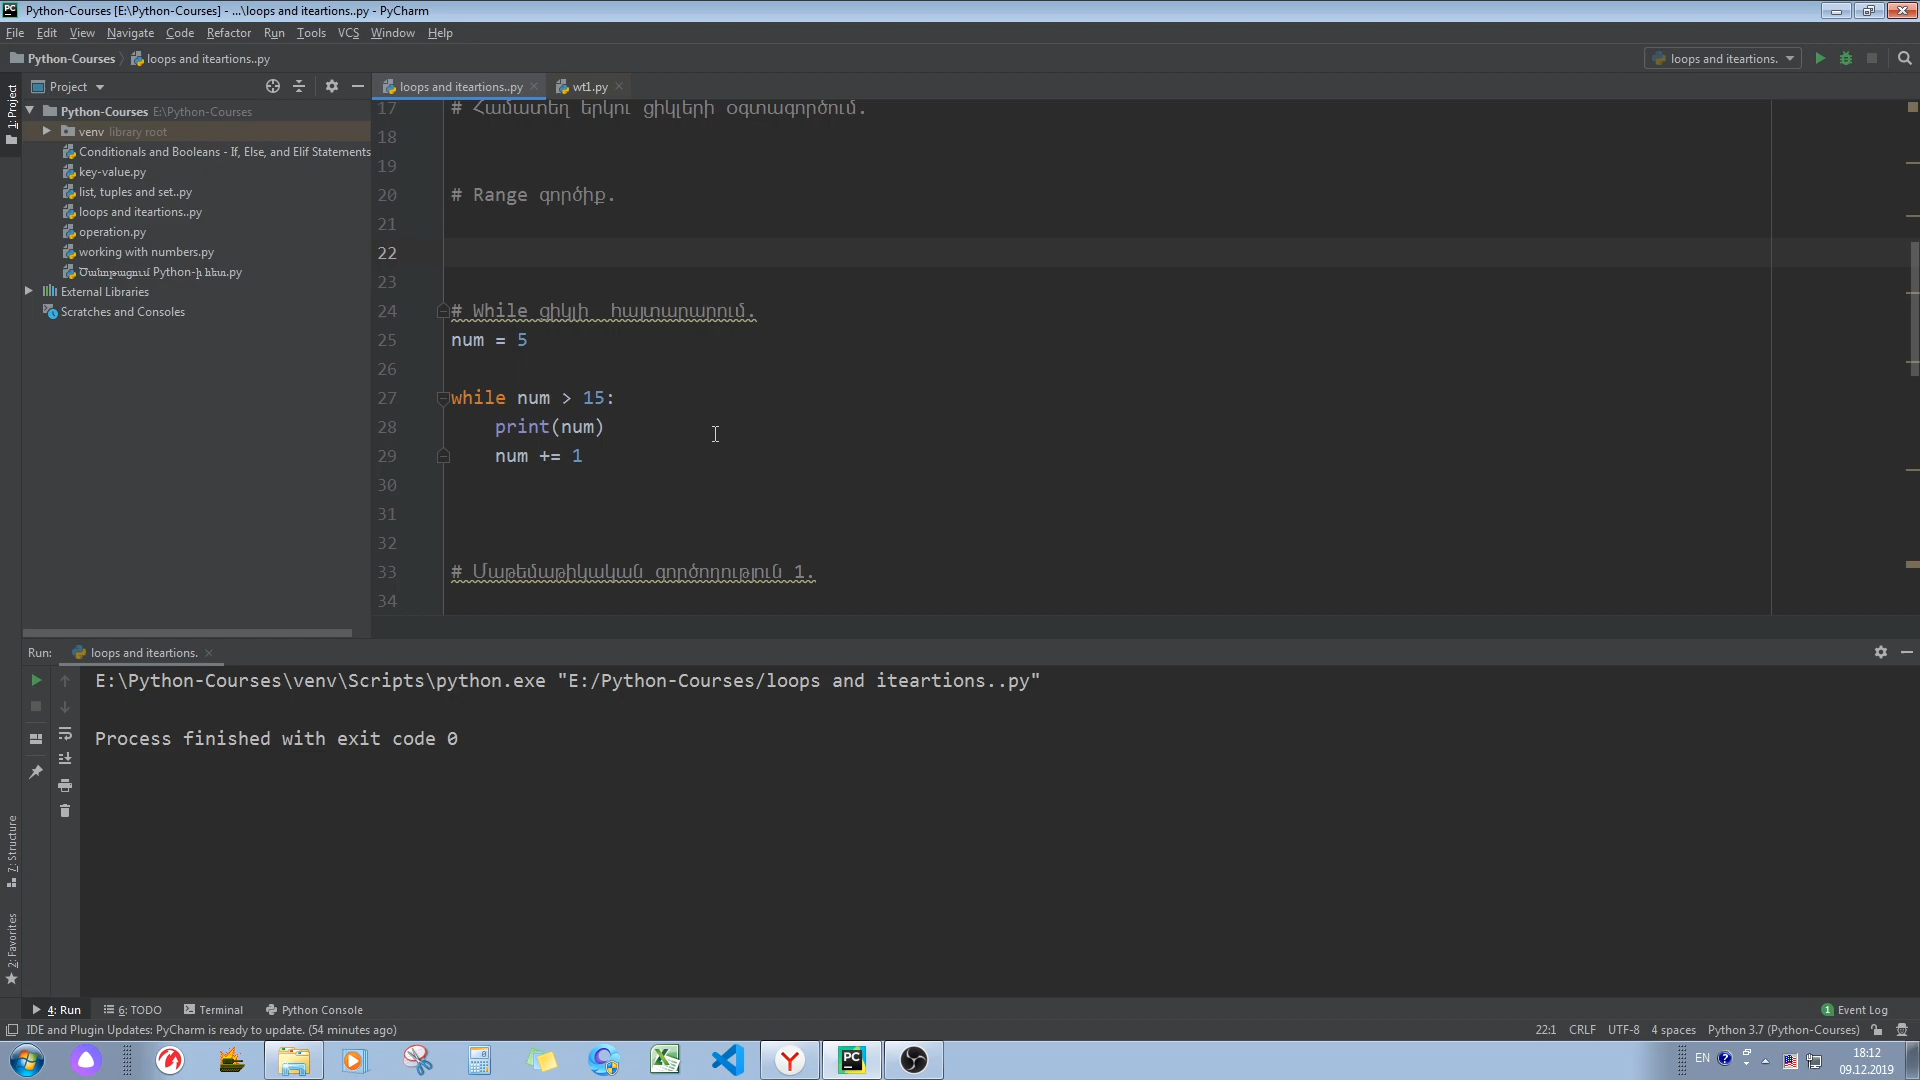 Python-Courses [E:\Python-Courses] - ...\loops and iteartions..py - PyCharm
File Edit View Navigate Code Refactor Run Tools VCS Window Help
Python-Courses loops and iteartions..py
loops and iteartions.
Project
loops and iteartions..py
wt1.py
1: Project
Python-Courses E:\Python-Courses
venv library root
Conditionals and Booleans - If, Else, and Elif Statements
key-value.py
list, tuples and set..py
loops and iteartions..py
operation.py
working with numbers.py
Ծանոթացում Python-ի հետ.py
External Libraries
Scratches and Consoles
17 # Համատեղ երկու ցիկլերի օգտագործում.
18
19
20 # Range գործիք.
21
22
23
24 # While ցիկլի  հայտարարում.
25 num = 5
26
27 while num > 15:
28 print(num)
29 num += 1
30
31
32
33 # Մաթեմաթիկական գործողություն 1.
34
Run: loops and iteartions.
E:\Python-Courses\venv\Scripts\python.exe "E:/Python-Courses/loops and iteartions..py"
Process finished with exit code 0
7: Structure
2: Favorites
4: Run 6: TODO Terminal Python Console
1 Event Log
IDE and Plugin Updates: PyCharm is ready to update. (54 minutes ago)
22:1 CRLF UTF-8 4 spaces Python 3.7 (Python-Courses)
EN
18:12
09.12.2019